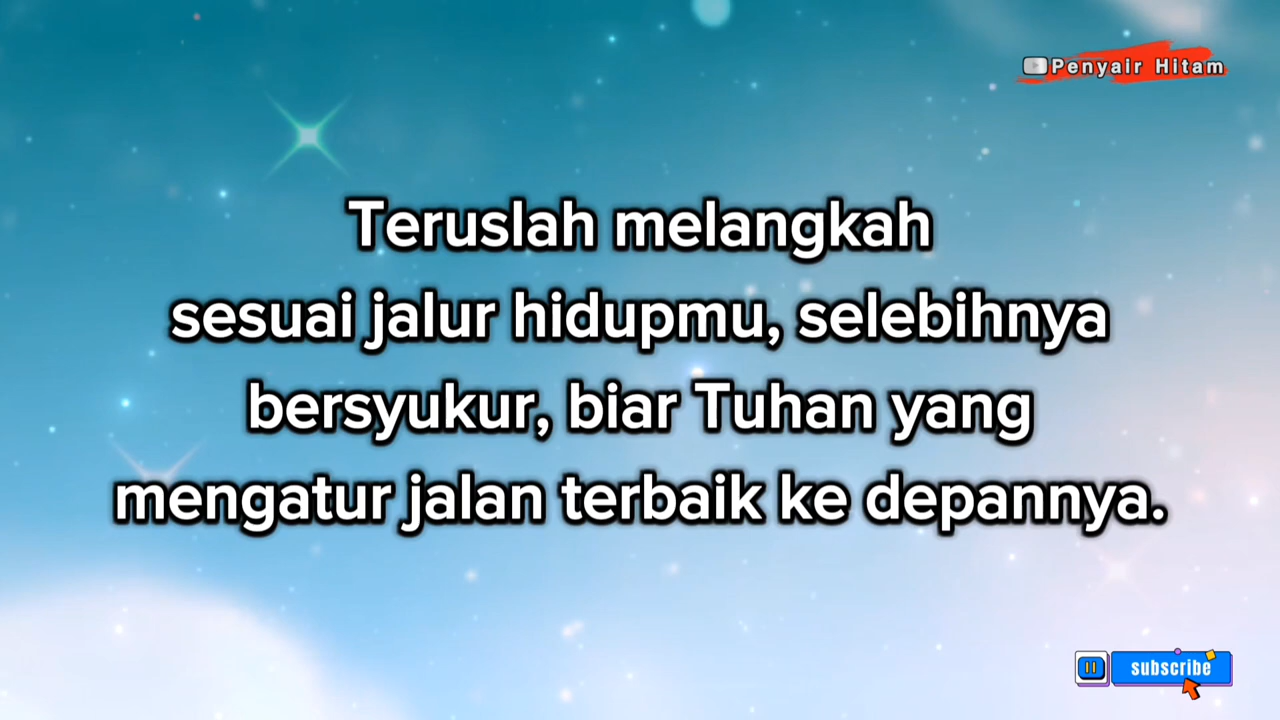 Penyair Hitam
Teruslah melangkah
sesuai jalur hidupmu, selebihnya
bersyukur, biar Tuhan yang
mengatur jalan terbaik ke depannya.
subscribe